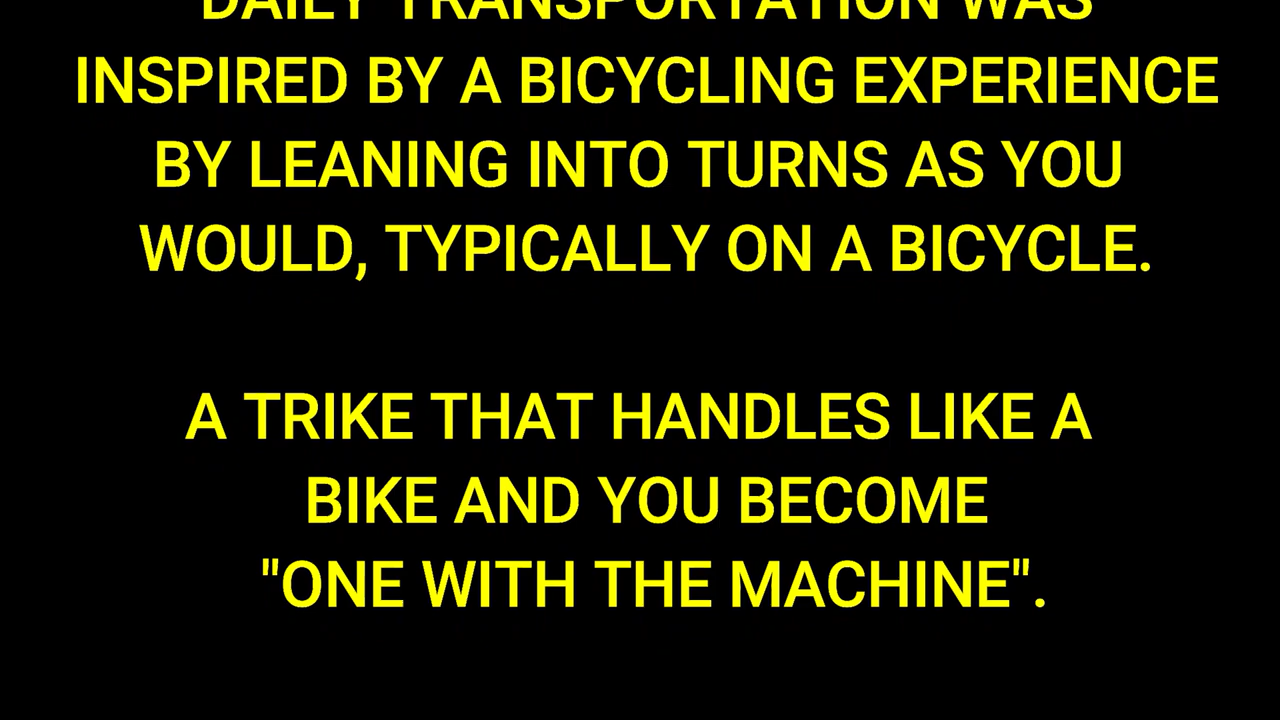 DAILY TRANSPORTATION WAS
INSPIRED BY A BICYCLING EXPERIENCE
BY LEANING INTO TURNS AS YOU
WOULD, TYPICALLY ON A BICYCLE.
A TRIKE THAT HANDLES LIKE A
BIKE AND YOU BECOME
"ONE WITH THE MACHINE".